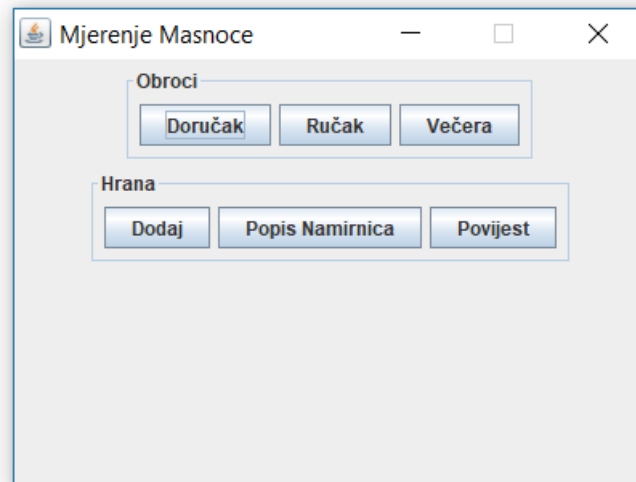 Mjerenje Masnoce
Obroci
Doručak Ručak Večera
Hrana
Dodaj Popis Namirnica Povijest